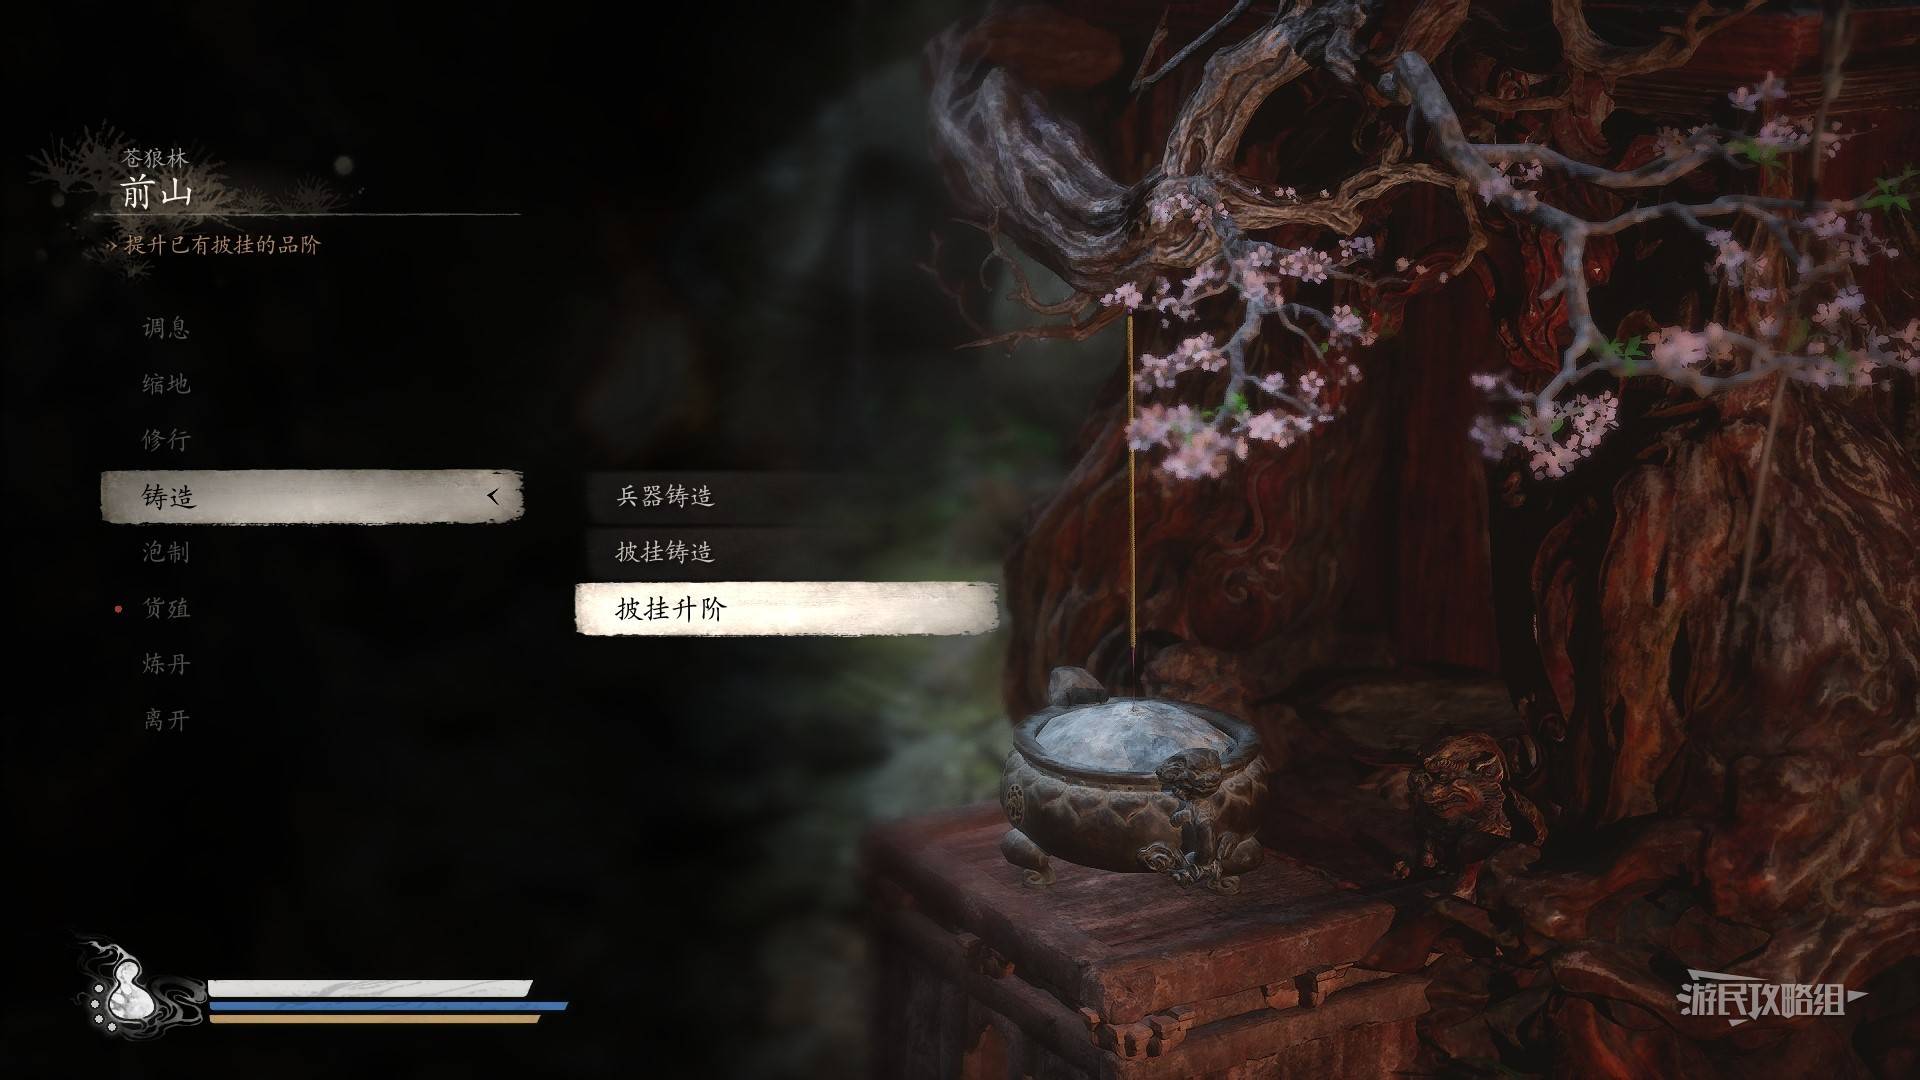 苍狼林
前山
提升已有披挂的品阶
调息
缩地
修行
铸造
兵器铸造
泡制
披挂铸造
货殖
披挂升阶
炼丹
离开
游民攻略组